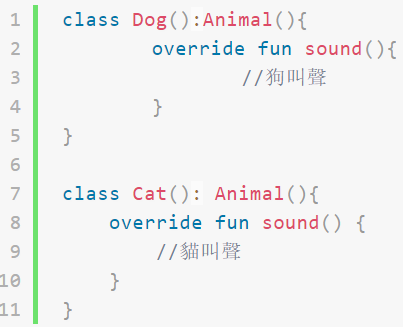 1 class Dog():Animal(){
2 override fun sound(){
3 //狗叫聲
4 }
5 }
6
7 class Cat(): Animal(){
8 override fun sound() {
9 //貓叫聲
10 }
11 }